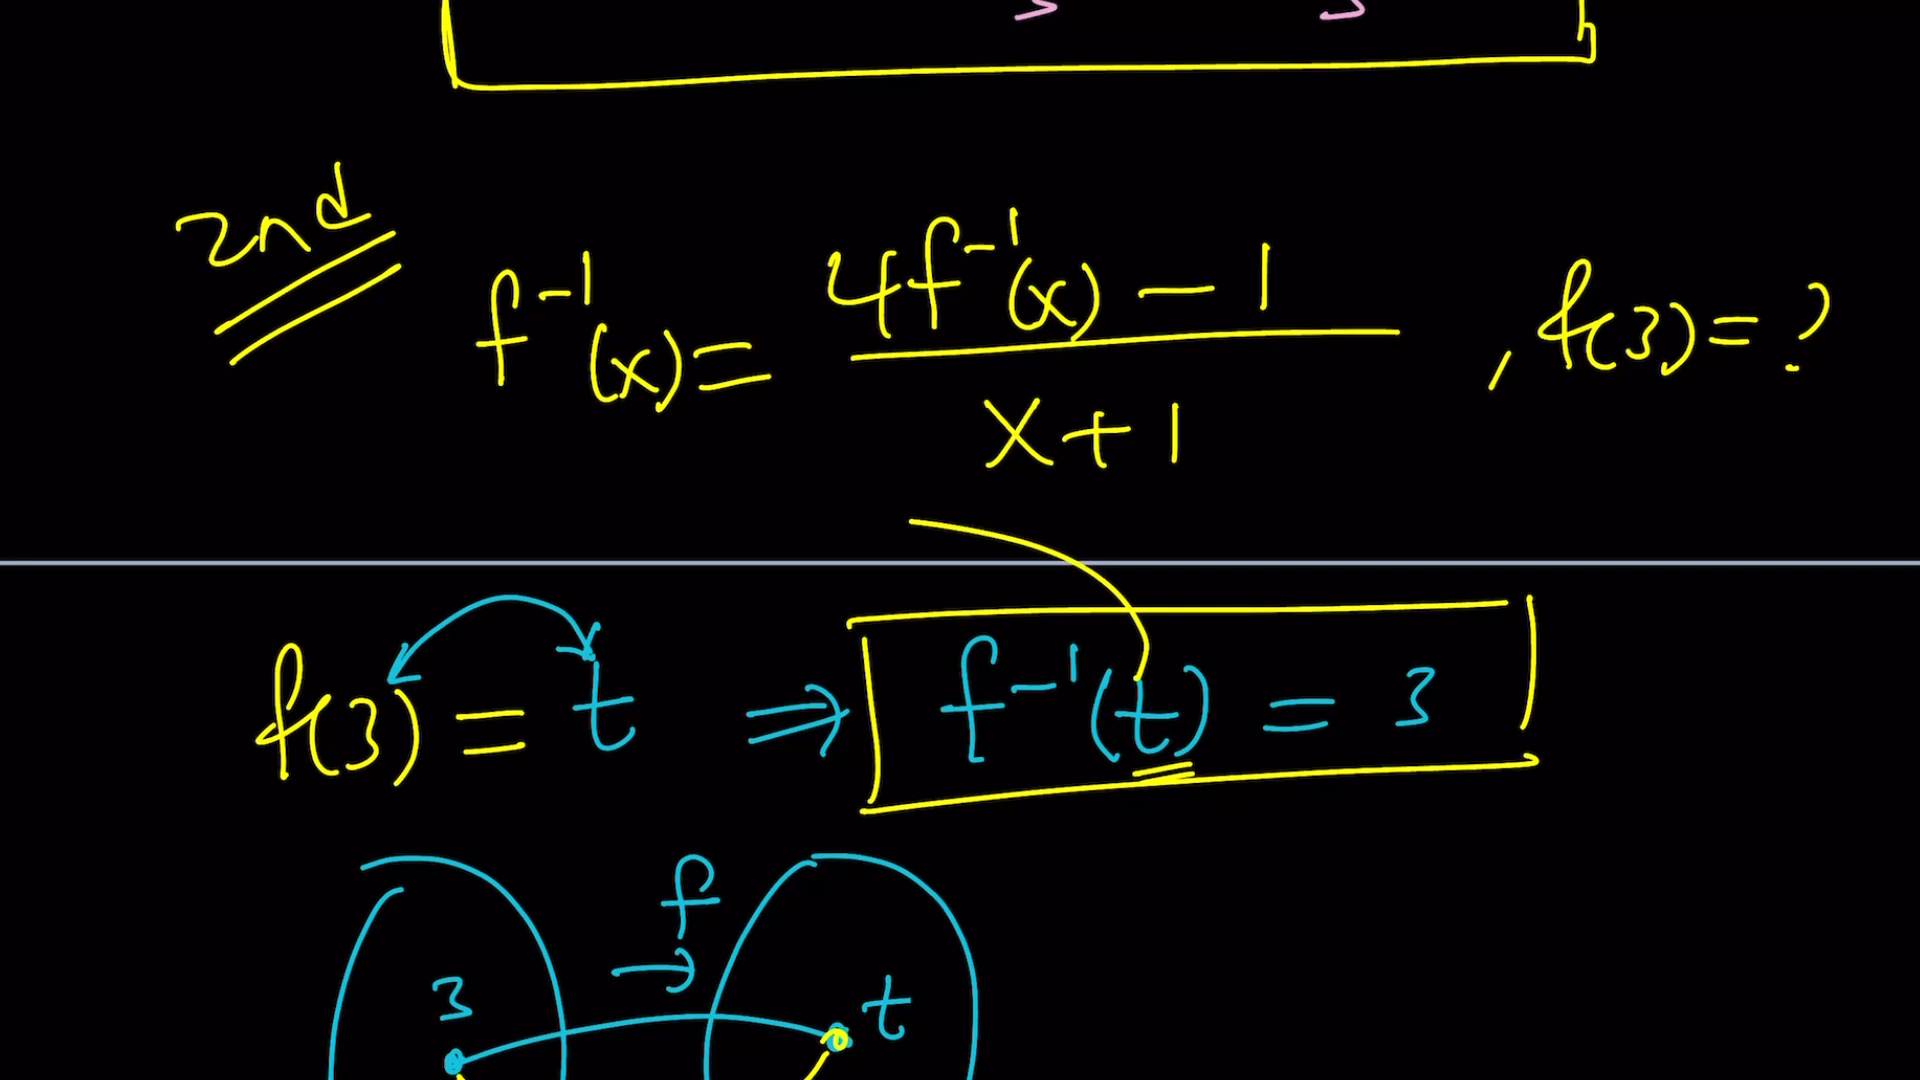 2nd
f⁻¹(x) = (4f⁻¹(x) − 1)/(x + 1) , f(3) = ?
f(3) = t ⇒ f⁻¹(t) = 3
f
→
3 t